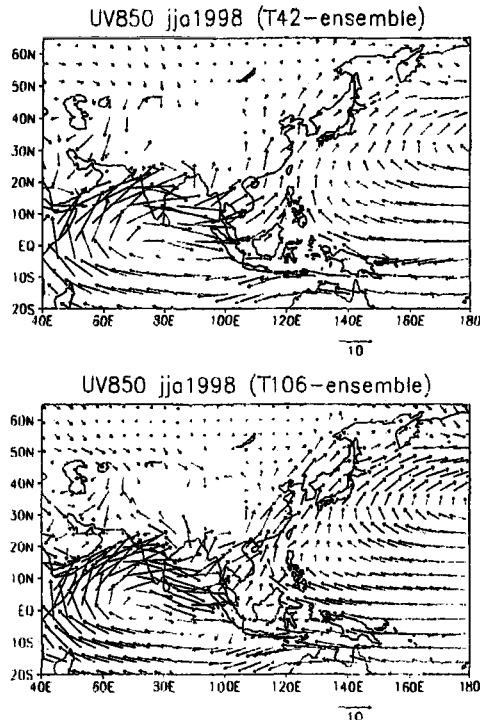 UV850 jja1998 (T42-ensemble)
60N
50N
40N
30N
20N
10N
EQ
10S
20S
40E 60E 80E 100E 120E 140E 160E 180
10
UV850 jja1998 (T106-ensemble)
60N
50N
40N
30N
20N
10N
EQ
10S
20S
40E 60E 80E 100E 120E 140E 160E 180
10